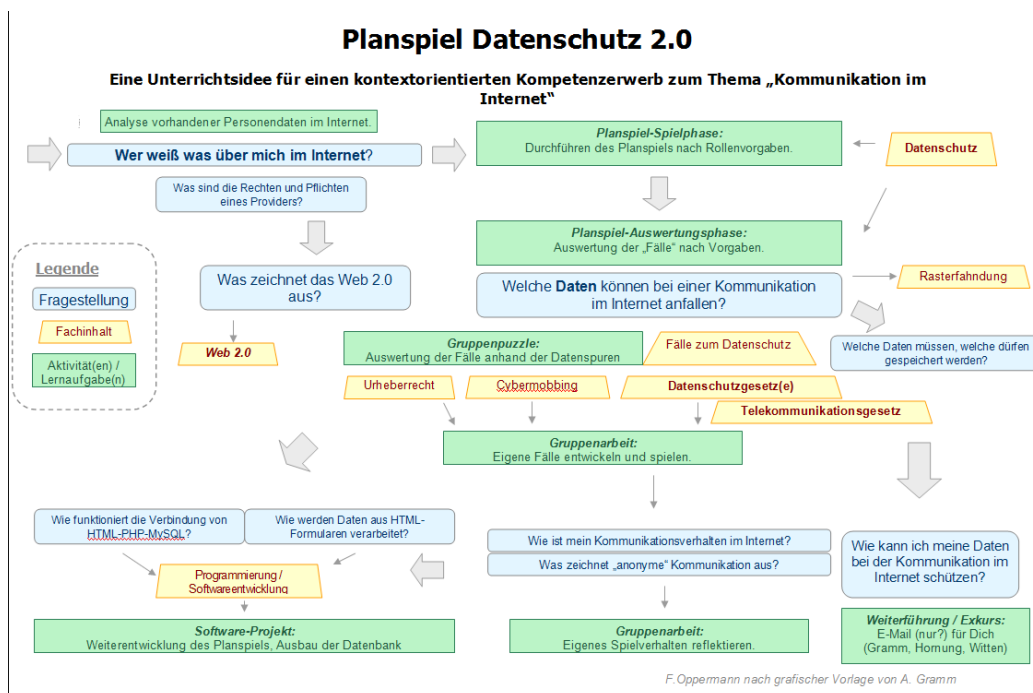 Planspiel Datenschutz 2.0
Eine Unterrichtsidee für einen kontextorientierten Kompetenzerwerb zum Thema „Kommunikation im
Internet“
Analyse vorhandener Personendaten im Internet.
Wer weiß was über mich im Internet?
Was sind die Rechten und Pflichten
eines Providers?
Planspiel-Spielphase:
Durchführen des Planspiels nach Rollenvorgaben.
Datenschutz
Planspiel-Auswertungsphase:
Auswertung der „Fälle“ nach Vorgaben.
Legende
Fragestellung
Fachinhalt
Aktivität(en) /
Lernaufgabe(n)
Was zeichnet das Web 2.0
aus?
Welche Daten können bei einer Kommunikation
im Internet anfallen?
Rasterfahndung
Web 2.0
Gruppenpuzzle:
Auswertung der Fälle anhand der Datenspuren
Fälle zum Datenschutz
Welche Daten müssen, welche dürfen
gespeichert werden?
Urheberrecht
Cybermobbing
Datenschutzgesetz(e)
Telekommunikationsgesetz
Gruppenarbeit:
Eigene Fälle entwickeln und spielen.
Wie funktioniert die Verbindung von
HTML-PHP-MySQL?
Wie werden Daten aus HTML-
Formularen verarbeitet?
Wie ist mein Kommunikationsverhalten im Internet?
Was zeichnet „anonyme“ Kommunikation aus?
Wie kann ich meine Daten
bei der Kommunikation im
Internet schützen?
Programmierung /
Softwareentwicklung
Software-Projekt:
Weiterentwicklung des Planspiels, Ausbau der Datenbank
Gruppenarbeit:
Eigenes Spielverhalten reflektieren.
Weiterführung / Exkurs:
E-Mail (nur?) für Dich
(Gramm, Hornung, Witten)
F.Oppermann nach grafischer Vorlage von A. Gramm